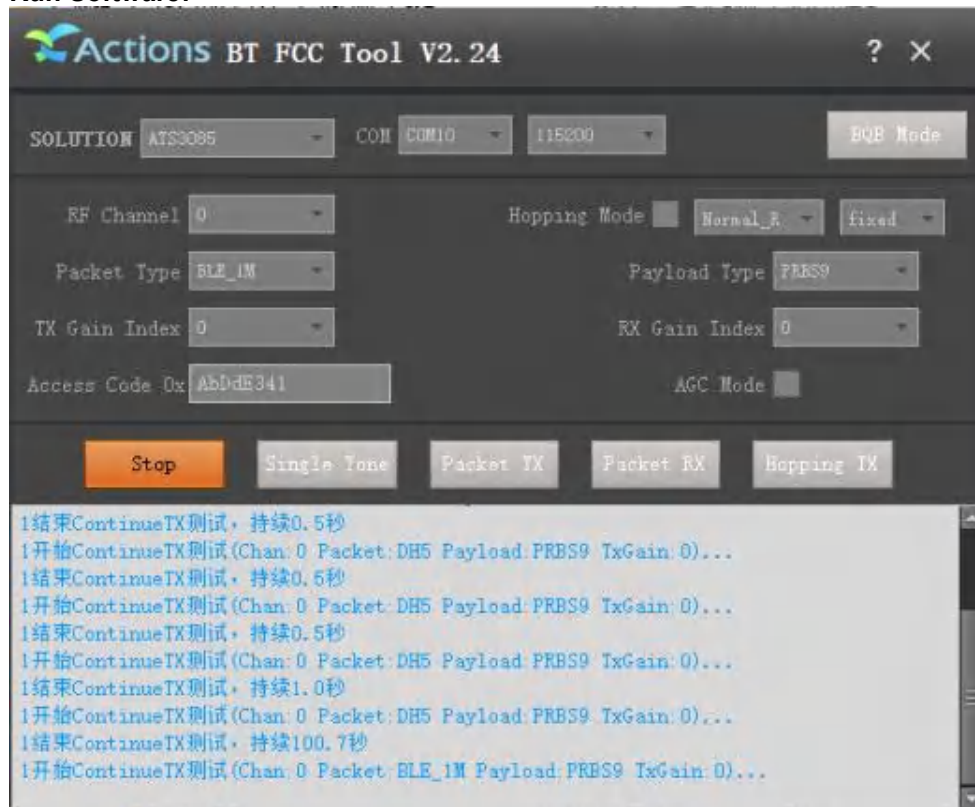 Run Software:
Actions BT FCC Tool V2.24 ? ×
SOLUTION ATS3085 COM COM10 115200 BQB Mode
RF Channel 0 Hopping Mode Normal_R fixed
Packet Type BLE_1M Payload Type PRBS9
TX Gain Index 0 RX Gain Index 0
Access Code 0x AbDdE341 AGC Mode
Stop Single Tone Packet TX Packet RX Hopping TX
1结束ContinueTX测试，持续0.5秒
1开始ContinueTX测试(Chan:0 Packet:DH5 Payload:PRBS9 TxGain:0)...
1结束ContinueTX测试，持续0.5秒
1开始ContinueTX测试(Chan:0 Packet:DH5 Payload:PRBS9 TxGain:0)...
1结束ContinueTX测试，持续0.5秒
1开始ContinueTX测试(Chan:0 Packet:DH5 Payload:PRBS9 TxGain:0)...
1结束ContinueTX测试，持续1.0秒
1开始ContinueTX测试(Chan:0 Packet:DH5 Payload:PRBS9 TxGain:0)...
1结束ContinueTX测试，持续100.7秒
1开始ContinueTX测试(Chan:0 Packet:BLE_1M Payload:PRBS9 TxGain:0)...